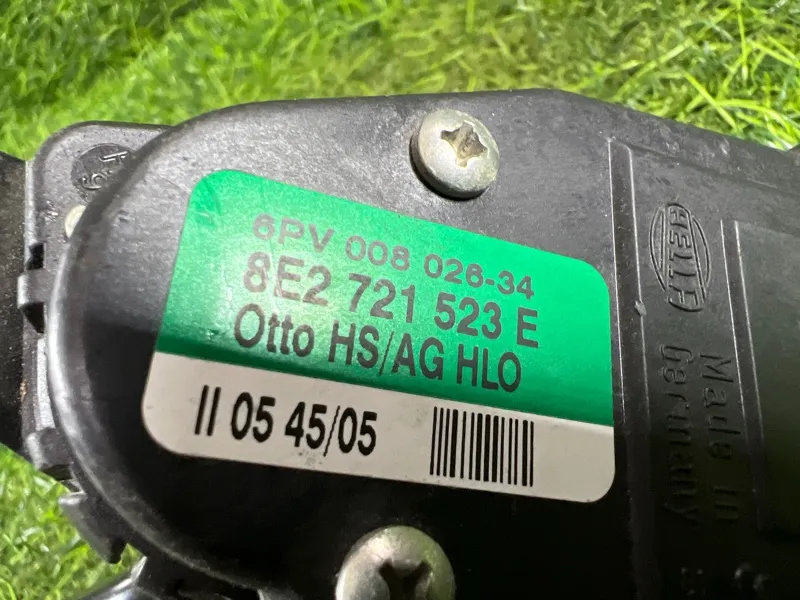 6PV 008 026-34
8E2 721 523 E
Otto HS/AG HLO
II 05 45/05
HELLA
Made in
Germany